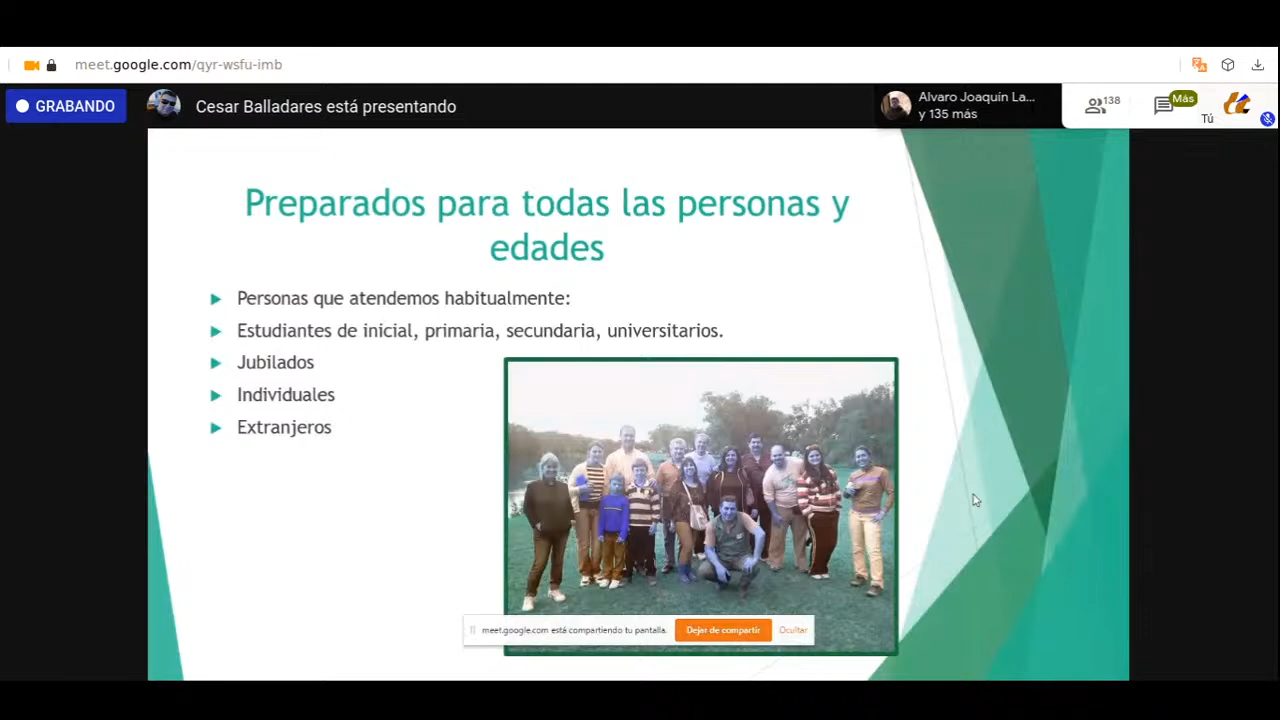 meet.google.com/qyr-wsfu-imb
GRABANDO
Cesar Balladares está presentando
Alvaro Joaquín La...
y 135 más
138
Más
Tú
Preparados para todas las personas y
edades
Personas que atendemos habitualmente:
Estudiantes de inicial, primaria, secundaria, universitarios.
Jubilados
Individuales
Extranjeros
meet.google.com está compartiendo tu pantalla.
Dejar de compartir
Ocultar